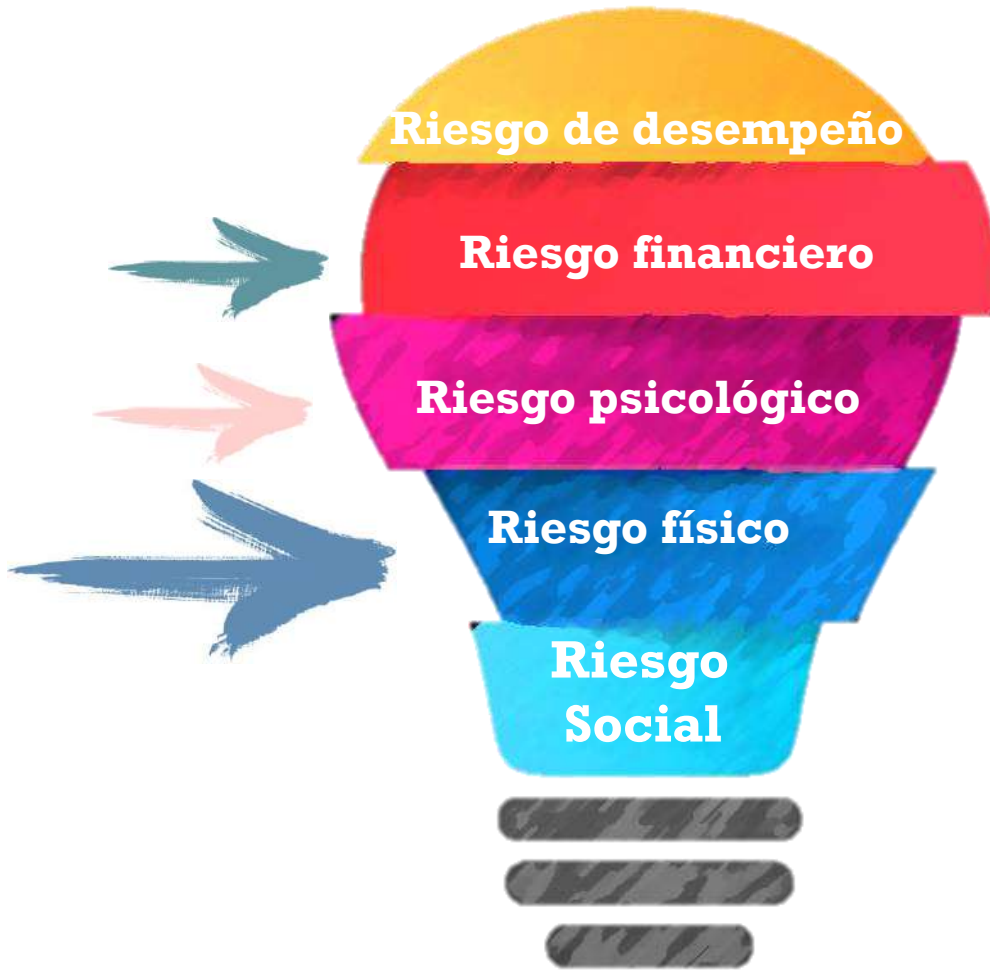 Riesgo de desempeño
Riesgo financiero
Riesgo psicológico
Riesgo físico
Riesgo
Social